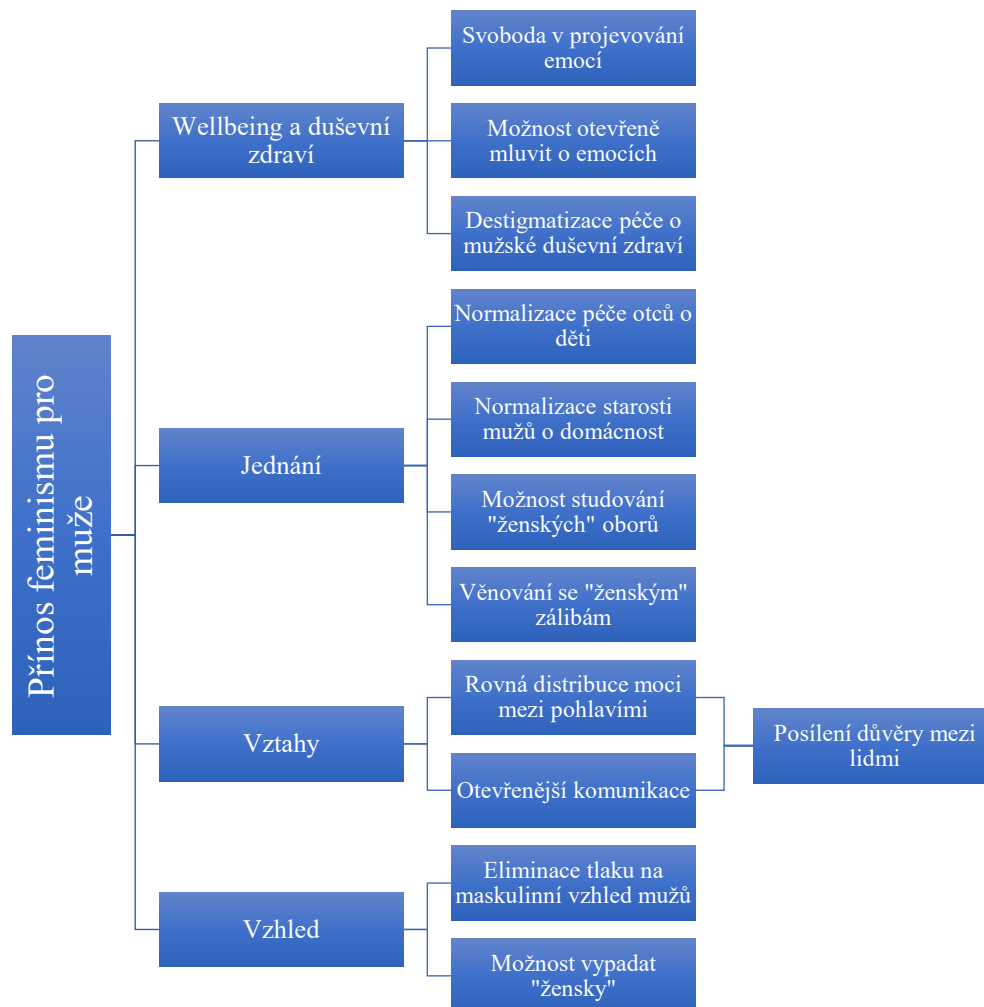 Přínos feminismu pro
muže
Wellbeing a duševní
zdraví
Svoboda v projevování
emocí
Možnost otevřeně
mluvit o emocích
Destigmatizace péče o
mužské duševní zdraví
Jednání
Normalizace péče otců o
děti
Normalizace starosti
mužů o domácnost
Možnost studování
"ženských" oborů
Věnování se "ženským"
zálibám
Vztahy
Rovná distribuce moci
mezi pohlavími
Otevřenější komunikace
Posílení důvěry mezi
lidmi
Vzhled
Eliminace tlaku na
maskulinní vzhled mužů
Možnost vypadat
"žensky"